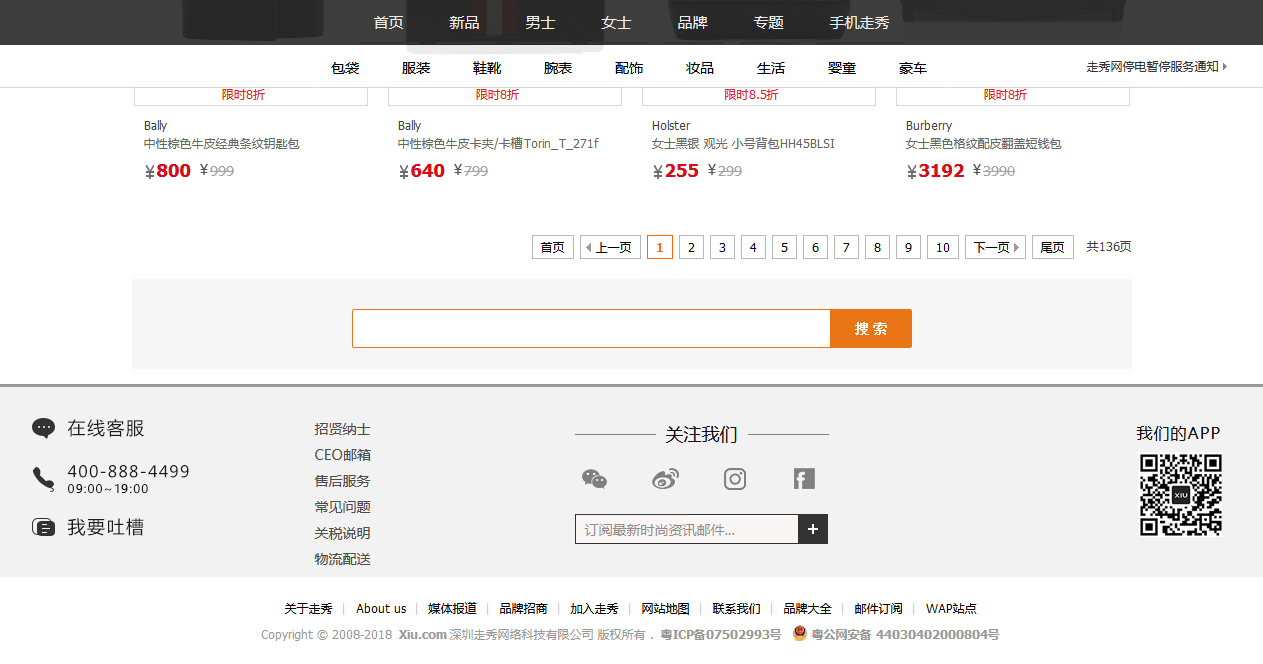 首页 新品 男士 女士 品牌 专题 手机走秀
包袋 服装 鞋靴 腕表 配饰 妆品 生活 婴童 豪车 走秀网停电暂停服务通知
限时8折 限时8折 限时8.5折 限时8折
Bally Bally Holster Burberry
中性棕色牛皮经典条纹钥匙包 中性棕色牛皮卡夹/卡槽Torin_T_271f 女士黑银 观光 小号背包HH45BLSI 女士黑色格纹配皮翻盖短钱包
¥800 ¥999 ¥640 ¥799 ¥255 ¥299 ¥3192 ¥3990
首页 上一页 1 2 3 4 5 6 7 8 9 10 下一页 尾页 共136页
搜 索
在线客服
400-888-4499
09:00~19:00
我要吐槽
招贤纳士
CEO邮箱
售后服务
常见问题
关税说明
物流配送
关注我们
订阅最新时尚资讯邮件... +
我们的APP
XIU
关于走秀 | About us | 媒体报道 | 品牌招商 | 加入走秀 | 网站地图 | 联系我们 | 品牌大全 | 邮件订阅 | WAP站点
Copyright © 2008-2018 Xiu.com 深圳走秀网络科技有限公司 版权所有 . 粤ICP备07502993号 粤公网安备 44030402000804号